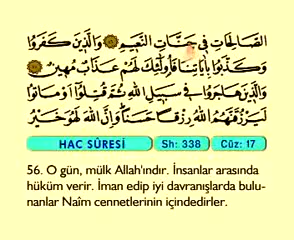 الصَّالِحَاتِ فِي جَنَّاتِ النَّعِيمِ ﴿٥٦﴾ وَالَّذِينَ كَفَرُوا
وَكَذَّبُوا بِآيَاتِنَا فَأُولَٰئِكَ لَهُمْ عَذَابٌ مُهِينٌ ﴿٥٧﴾
وَالَّذِينَ هَاجَرُوا فِي سَبِيلِ اللّٰهِ ثُمَّ قُتِلُوا أَوْ مَاتُوا
لَيَرْزُقَنَّهُمُ اللّٰهُ رِزْقًا حَسَنًا وَإِنَّ اللّٰهَ لَهُوَ خَيْرُ
HAC SÛRESİ Sh: 338 Cüz: 17
56. O gün, mülk Allah'ındır. İnsanlar arasında
hüküm verir. İman edip iyi davranışlarda bulu-
nanlar Naîm cennetlerinin içindedirler.